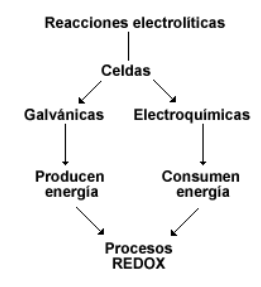 Reacciones electrolíticas
Celdas
Galvánicas
Electroquímicas
Producen
energía
Consumen
energía
Procesos
REDOX